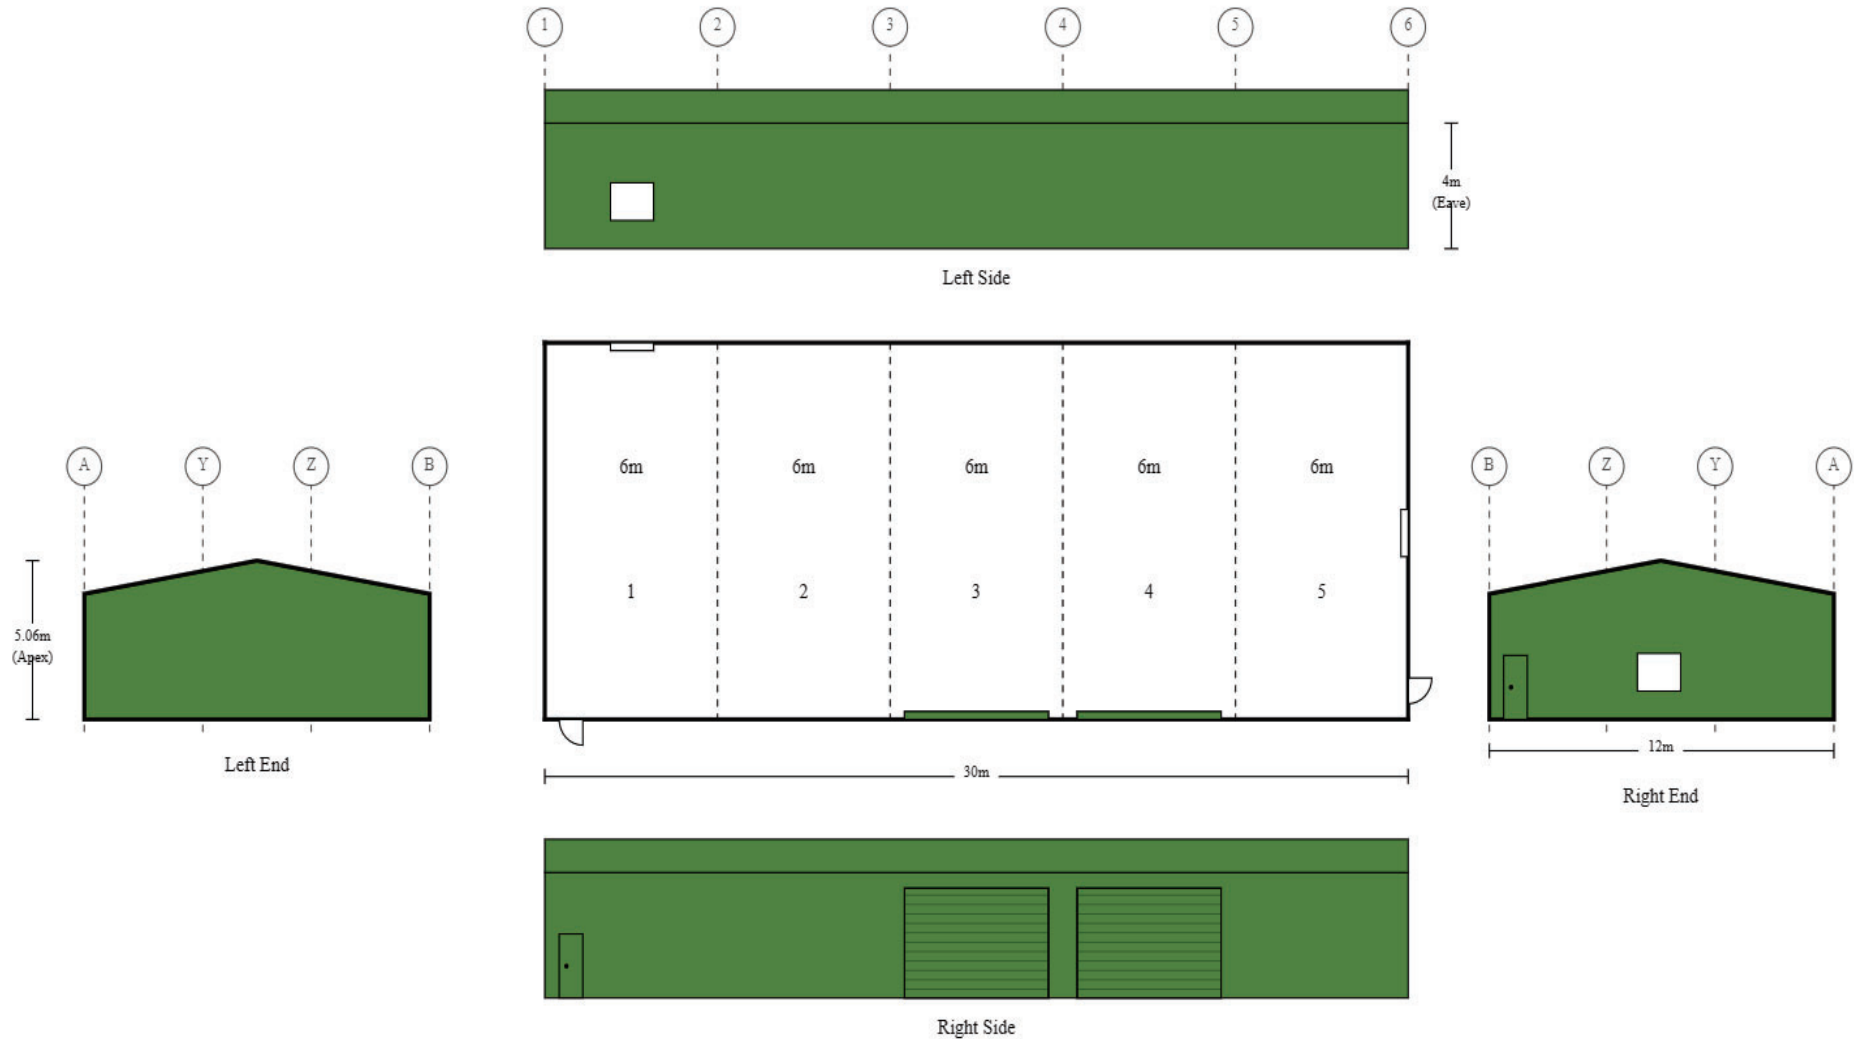 1 2 3 4 5 6
4m
(Eave)
Left Side
A Y Z B
6m 6m 6m 6m 6m
B Z Y A
1 2 3 4 5
5.06m
(Apex)
Left End
30m
12m
Right End
Right Side